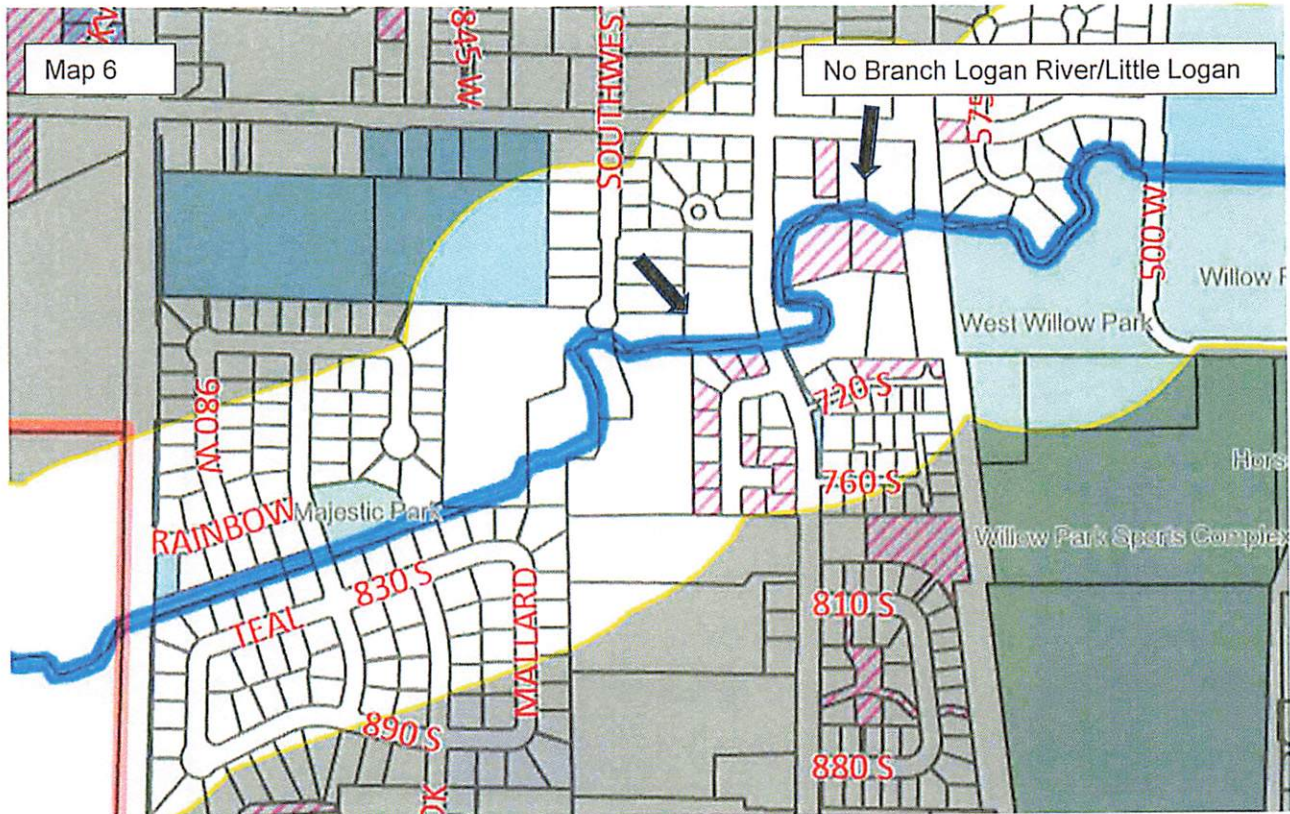 Map 6
No Branch Logan River/Little Logan
845 W
SOUTHWES
575
500 W
Willow
West Willow Park
980 W
720 S
760 S
Hors
RAINBOW
Majestic Park
Willow Park Sports Complex
830 S
810 S
TEAL
MALLARD
890 S
880 S
OK